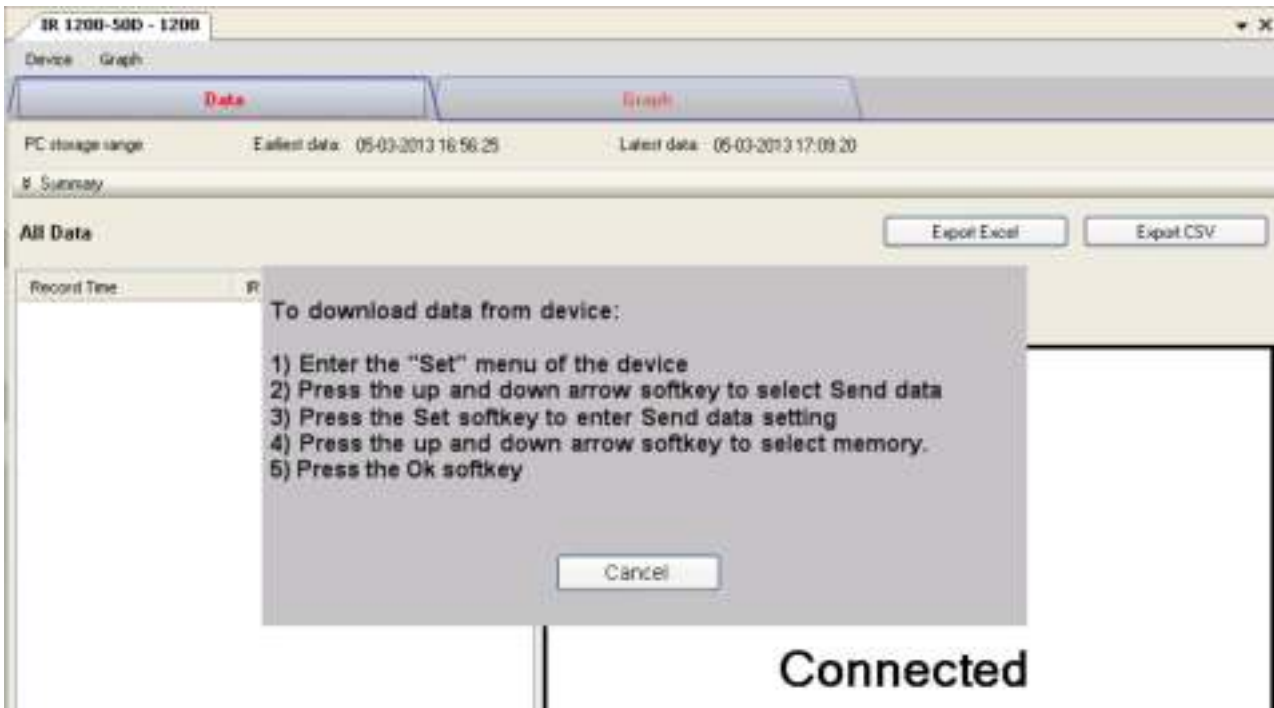 IR 1200-50D - 1200
Device Graph
Data Graph
PC storage range Earliest data 05-03-2013 16:56:25 Latest data 05-03-2013 17:09:20
Summary
All Data Export Excel Export CSV
Record Time
To download data from device:
1) Enter the "Set" menu of the device
2) Press the up and down arrow softkey to select Send data
3) Press the Set softkey to enter Send data setting
4) Press the up and down arrow softkey to select memory.
5) Press the Ok softkey
Cancel
Connected